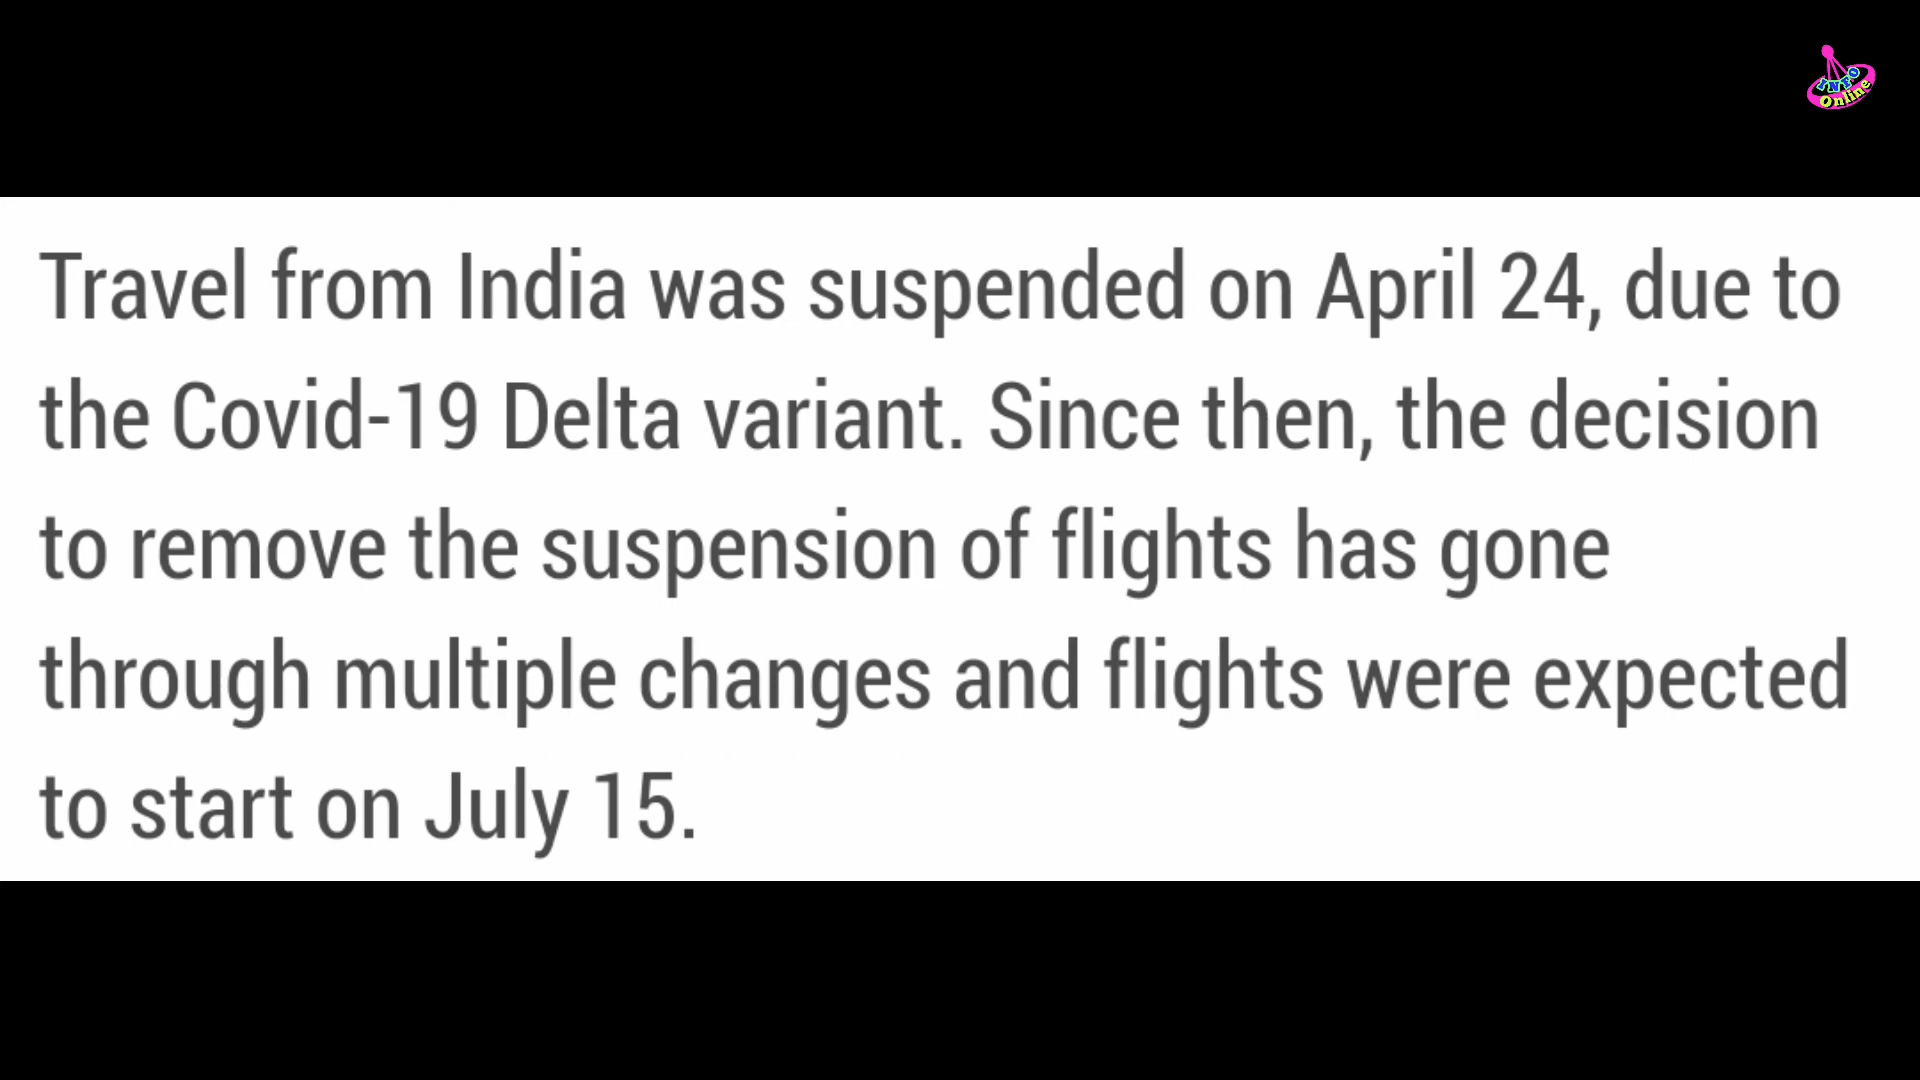 INFO
Online
Travel from India was suspended on April 24, due to
the Covid-19 Delta variant. Since then, the decision
to remove the suspension of flights has gone
through multiple changes and flights were expected
to start on July 15.